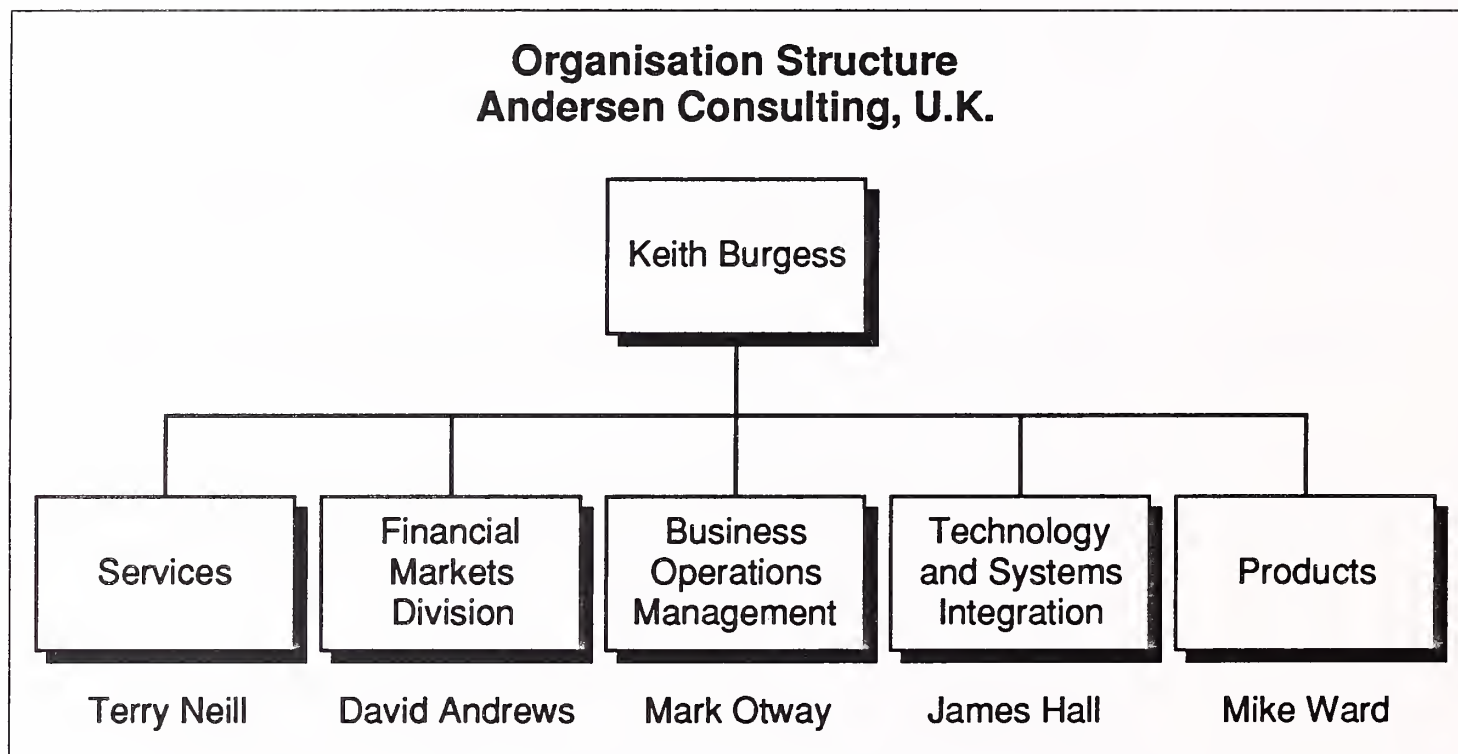 Organisation Structure
Andersen Consulting, U.K.
Keith Burgess
Services
Financial
Markets
Division
Business
Operations
Management
Technology
and Systems
Integration
Products
Terry Neill
David Andrews
Mark Otway
James Hall
Mike Ward